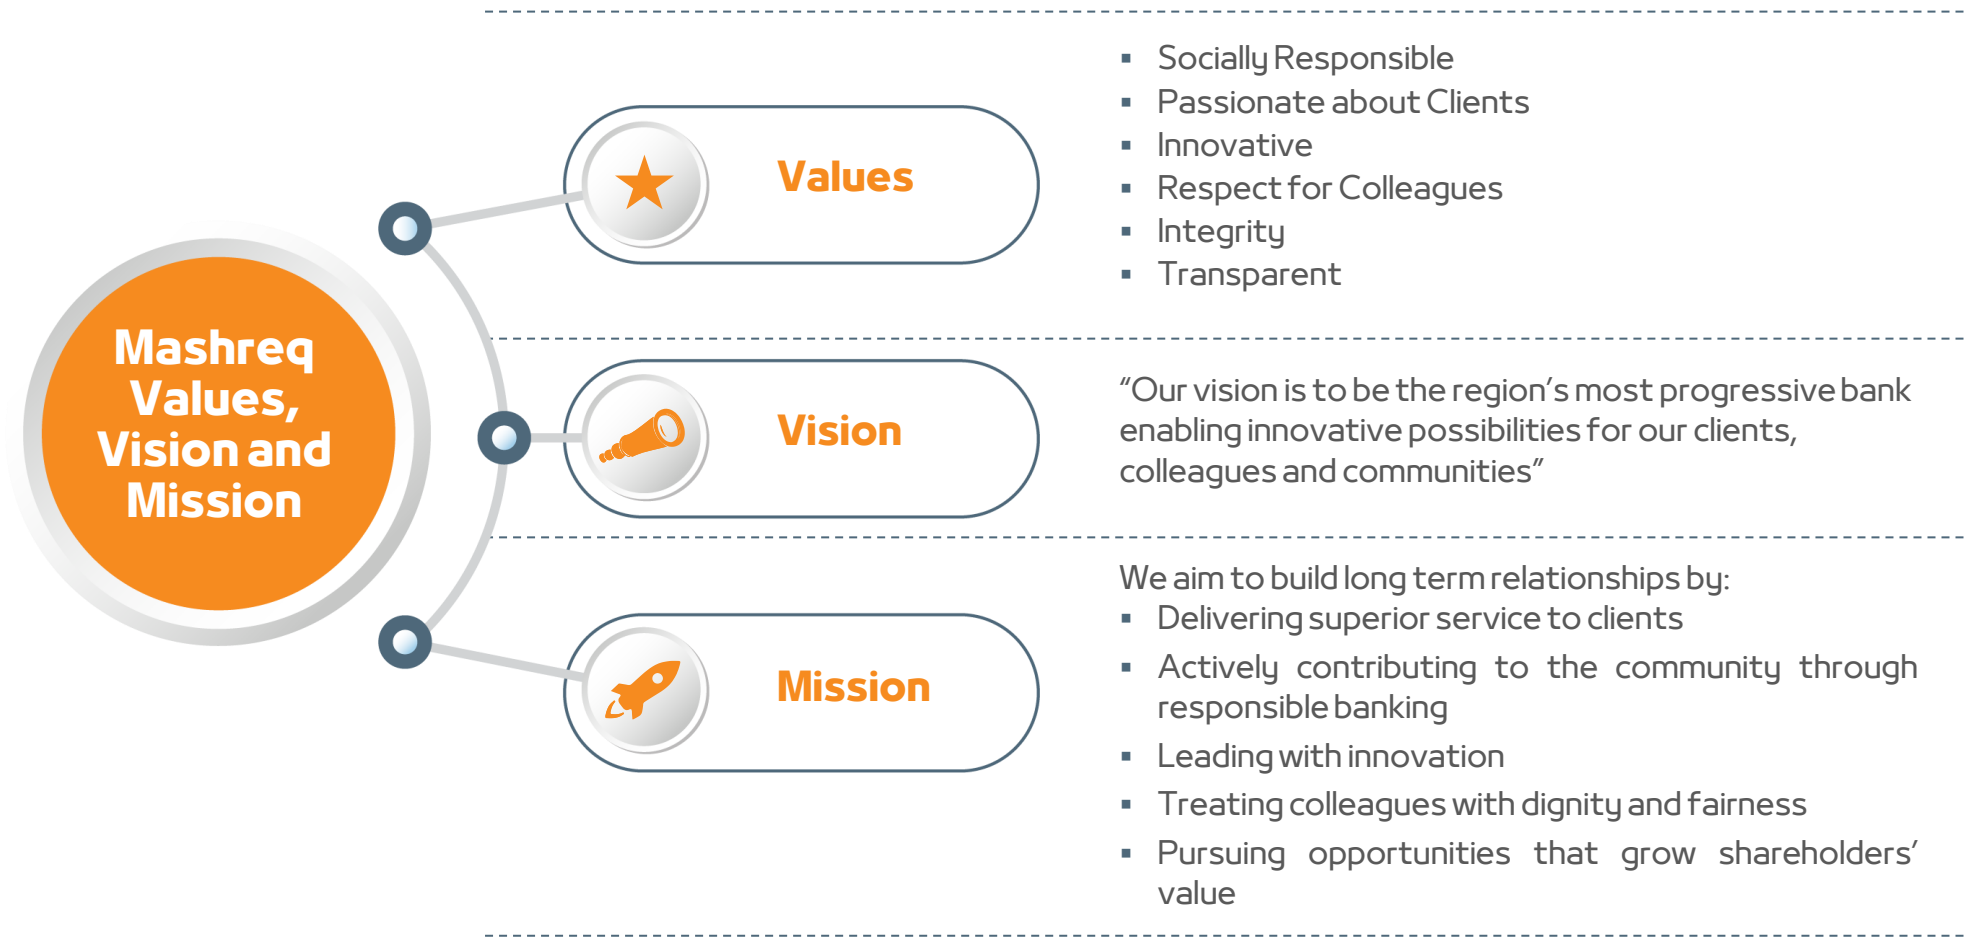 Mashreq
Values,
Vision and
Mission
Values
▪ Socially Responsible
▪ Passionate about Clients
▪ Innovative
▪ Respect for Colleagues
▪ Integrity
▪ Transparent
Vision
“Our vision is to be the region’s most progressive bank
enabling innovative possibilities for our clients,
colleagues and communities”
Mission
We aim to build long term relationships by:
▪ Delivering superior service to clients
▪ Actively contributing to the community through
responsible banking
▪ Leading with innovation
▪ Treating colleagues with dignity and fairness
▪ Pursuing opportunities that grow shareholders’
value